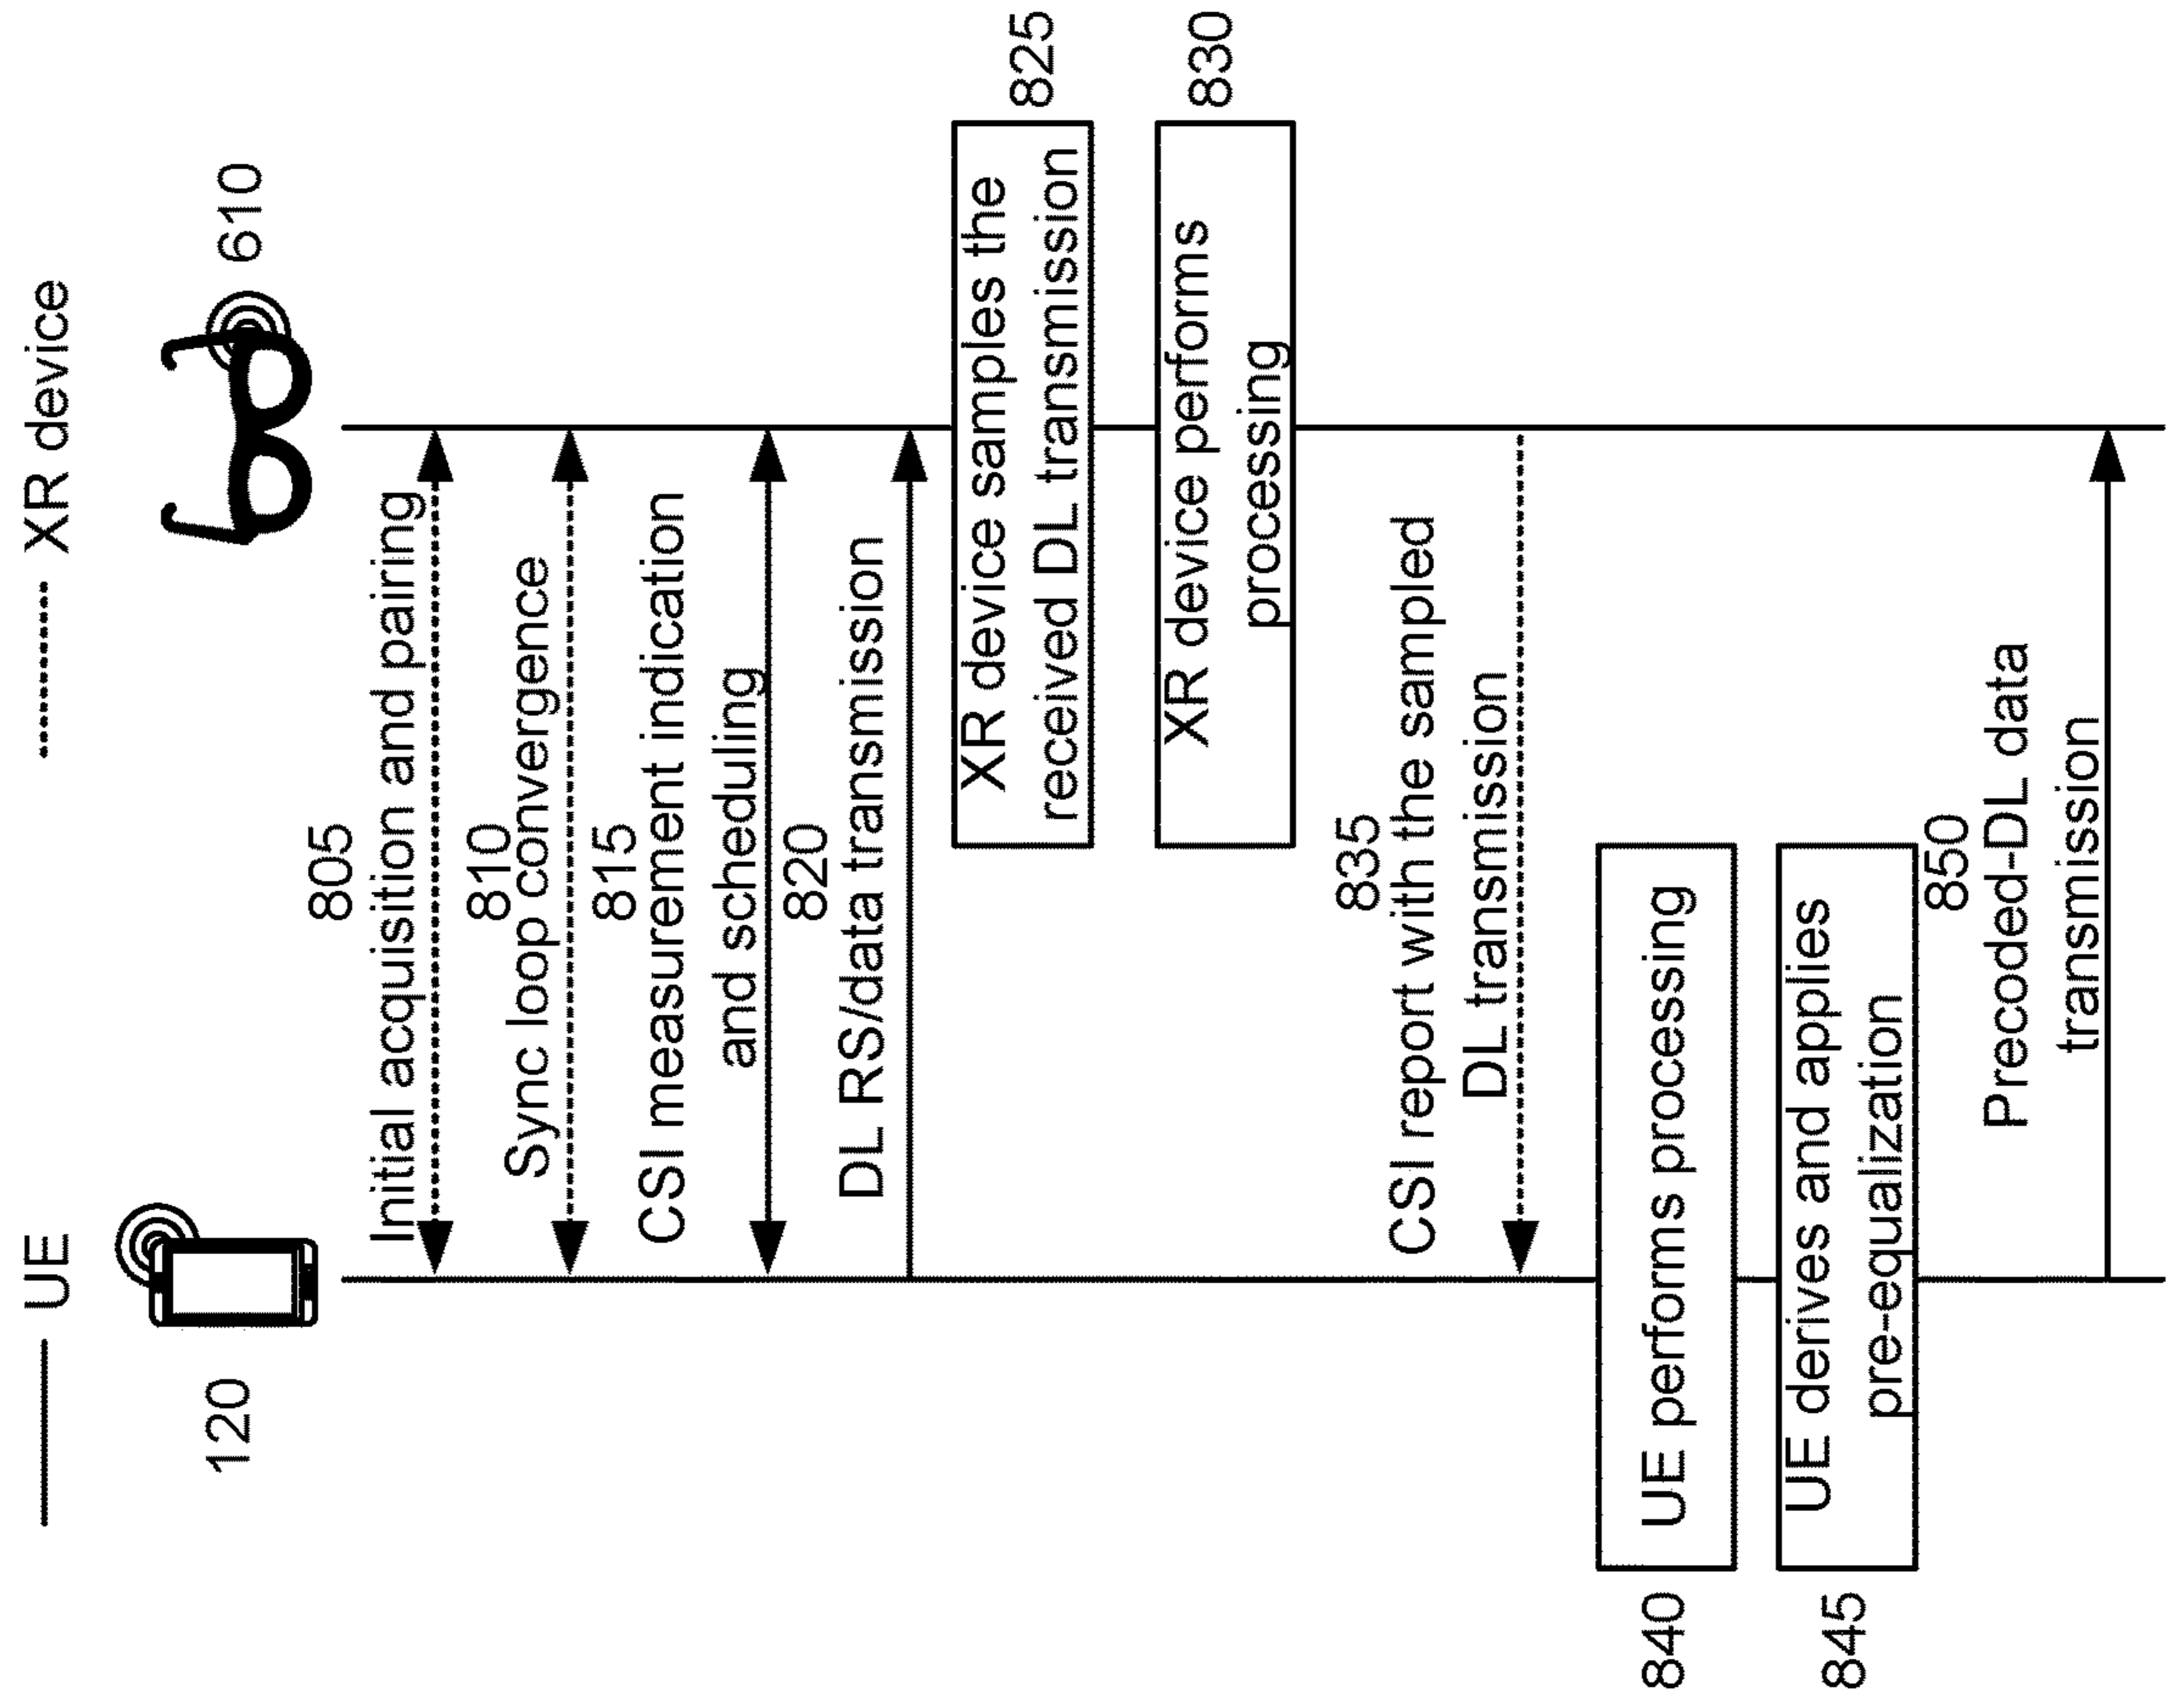 UE
XR device
120
610
805
Initial acquisition and pairing
810
Sync loop convergence
815
CSI measurement indication
and scheduling
820
DL RS/data transmission
XR device samples the
received DL transmission
825
XR device performs
processing
830
835
CSI report with the sampled
DL transmission
840
UE performs processing
845
UE derives and applies
pre-equalization
850
Precoded-DL data
transmission